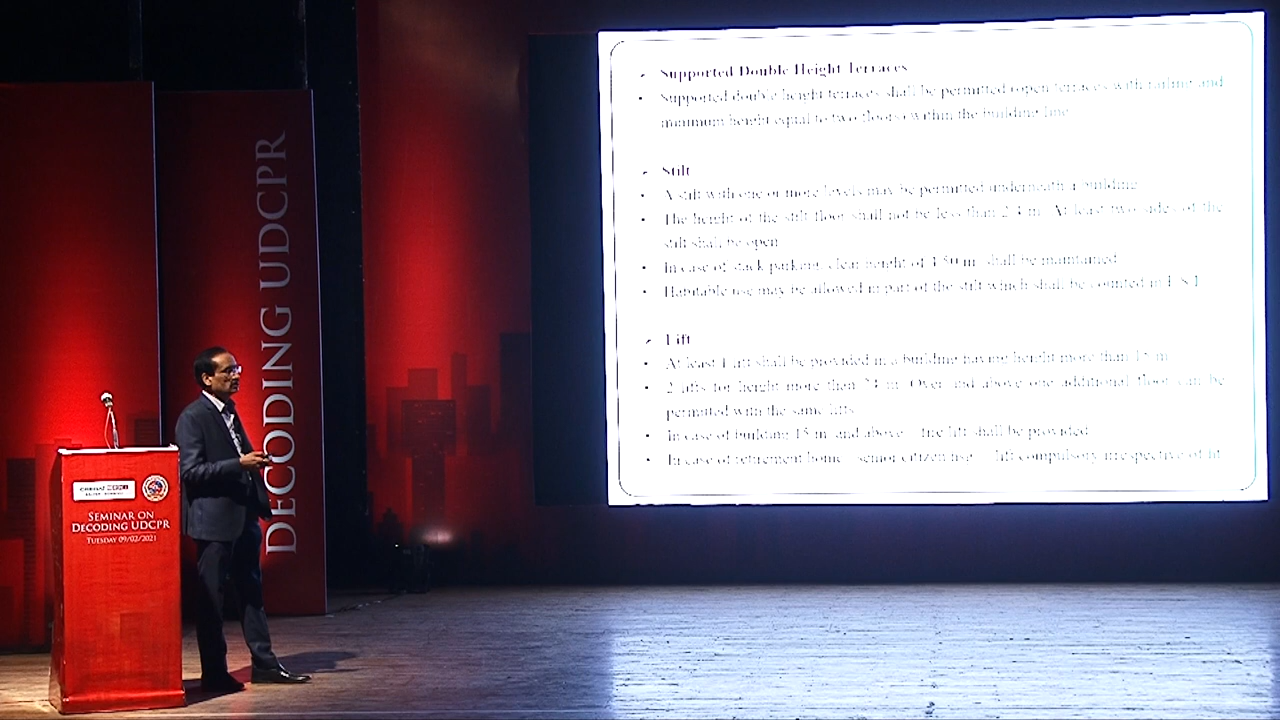 DECODING UDCPR
SEMINAR ON
DECODING UDCPR
TUESDAY 09/02/2021
Supported Double Height Terraces
Supported double height terraces shall be permitted (open terraces with railing and
minimum height equal to two floors) within the building line
Stilt
A stilt with one or more levels may be permitted underneath a building
The height of the stilt floor shall not be less than 2.4 m. At least two sides of the
stilt shall be open
In case of stack parking, clear height of 4.50 m. shall be maintained
Habitable use may be allowed in part of the stilt which shall be counted in F.S.I.
Lift
At least 1 lift shall be provided in a building having height more than 15 m
2 lifts for height more than 24 m. Over and above one additional floor can be
permitted with the same lifts
In case of building 15 m and above fire lift shall be provided
In case of retirement home senior citizen lift compulsory irrespective of